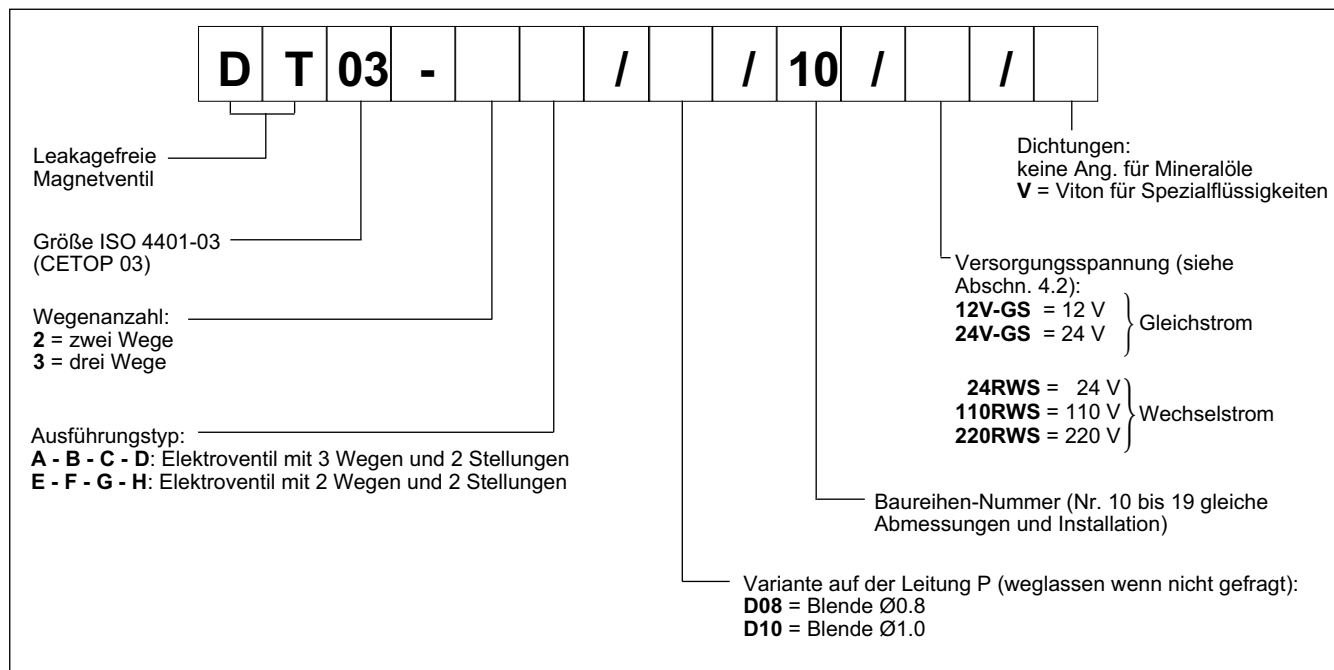 D T 03 - / / 10 / /
Leakagefreie
Magnetventil
Größe ISO 4401-03
(CETOP 03)
Wegenanzahl:
2 = zwei Wege
3 = drei Wege
Ausführungstyp:
A - B - C - D: Elektroventil mit 3 Wegen und 2 Stellungen
E - F - G - H: Elektroventil mit 2 Wegen und 2 Stellungen
Dichtungen:
keine Ang. für Mineralöle
V = Viton für Spezialflüssigkeiten
Versorgungsspannung (siehe
Abschn. 4.2):
12V-GS = 12 V
24V-GS = 24 V
Gleichstrom
24RWS = 24 V
110RWS = 110 V
220RWS = 220 V
Wechselstrom
Baureihen-Nummer (Nr. 10 bis 19 gleiche
Abmessungen und Installation)
Variante auf der Leitung P (weglassen wenn nicht gefragt):
D08 = Blende Ø0.8
D10 = Blende Ø1.0